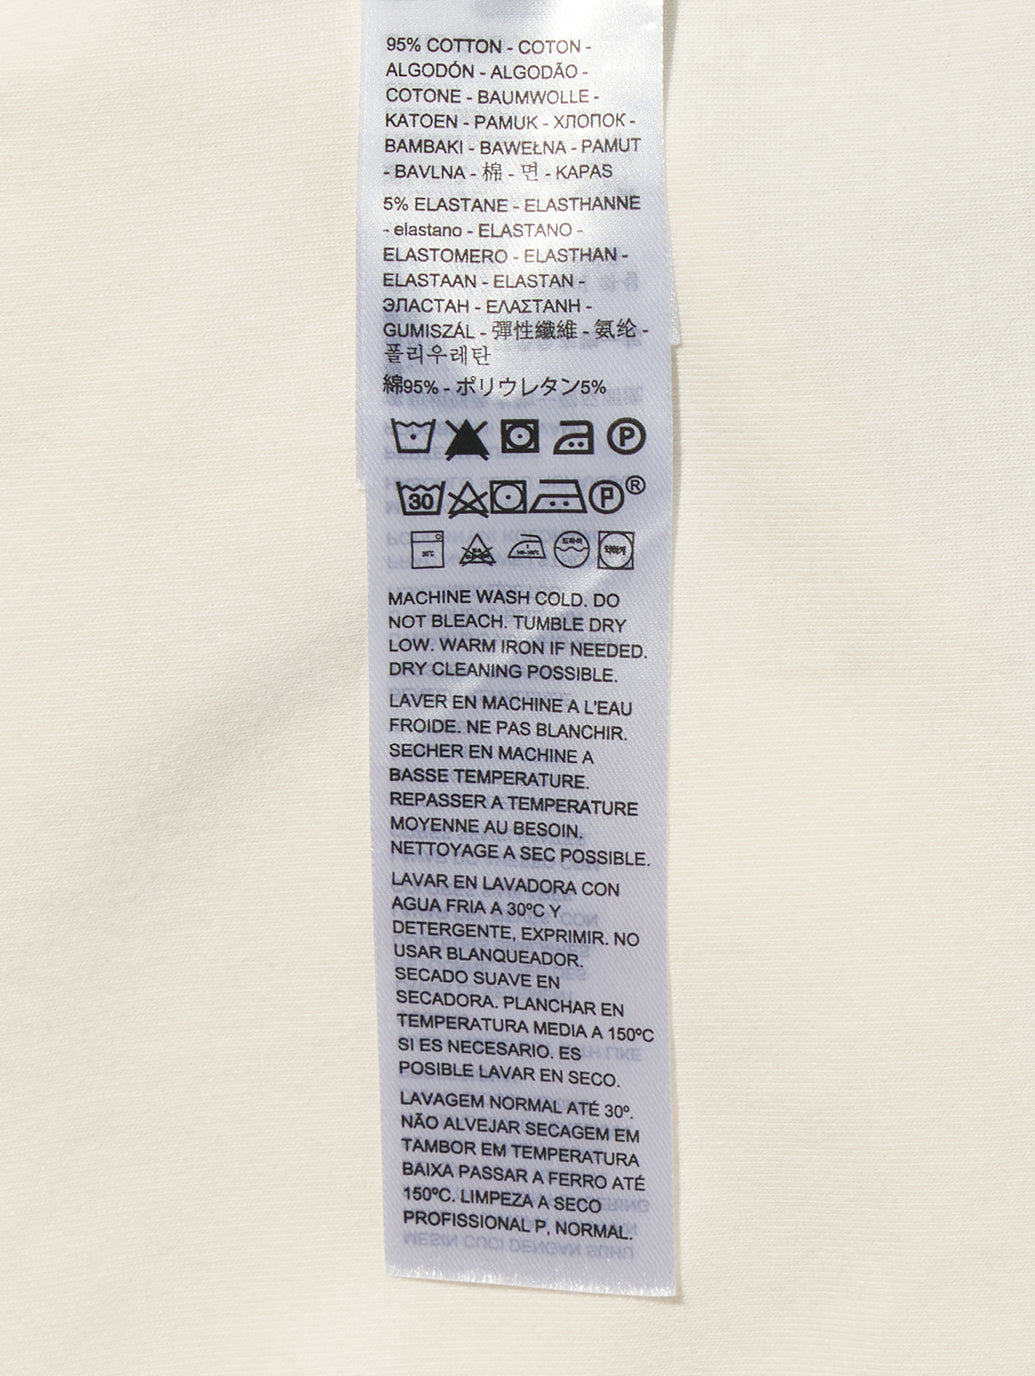 95% COTTON - COTON -
ALGODÓN - ALGODÃO -
COTONE - BAUMWOLLE -
KATOEN - PAMUK - ХЛОПОК -
BAMBAKI - BAWEŁNA - PAMUT
- BAVLNA - 棉 - 면 - KAPAS
5% ELASTANE - ELASTHANNE
- elastano - ELASTANO -
ELASTOMERO - ELASTHAN -
ELASTAAN - ELASTAN -
ЭЛАСТАН - ΕΛΑΣΤΑΝΗ -
GUMISZÁL - 彈性纖維 - 氨纶 -
폴리우레탄
綿95% - ポリウレタン5%
P
30 P ®
MACHINE WASH COLD. DO
NOT BLEACH. TUMBLE DRY
LOW. WARM IRON IF NEEDED.
DRY CLEANING POSSIBLE.
LAVER EN MACHINE A L'EAU
FROIDE. NE PAS BLANCHIR.
SECHER EN MACHINE A
BASSE TEMPERATURE.
REPASSER A TEMPERATURE
MOYENNE AU BESOIN.
NETTOYAGE A SEC POSSIBLE.
LAVAR EN LAVADORA CON
AGUA FRIA A 30ºC Y
DETERGENTE, EXPRIMIR. NO
USAR BLANQUEADOR.
SECADO SUAVE EN
SECADORA. PLANCHAR EN
TEMPERATURA MEDIA A 150ºC
SI ES NECESARIO. ES
POSIBLE LAVAR EN SECO.
LAVAGEM NORMAL ATÉ 30º.
NÃO ALVEJAR SECAGEM EM
TAMBOR EM TEMPERATURA
BAIXA PASSAR A FERRO ATÉ
150ºC. LIMPEZA A SECO
PROFISSIONAL P, NORMAL.